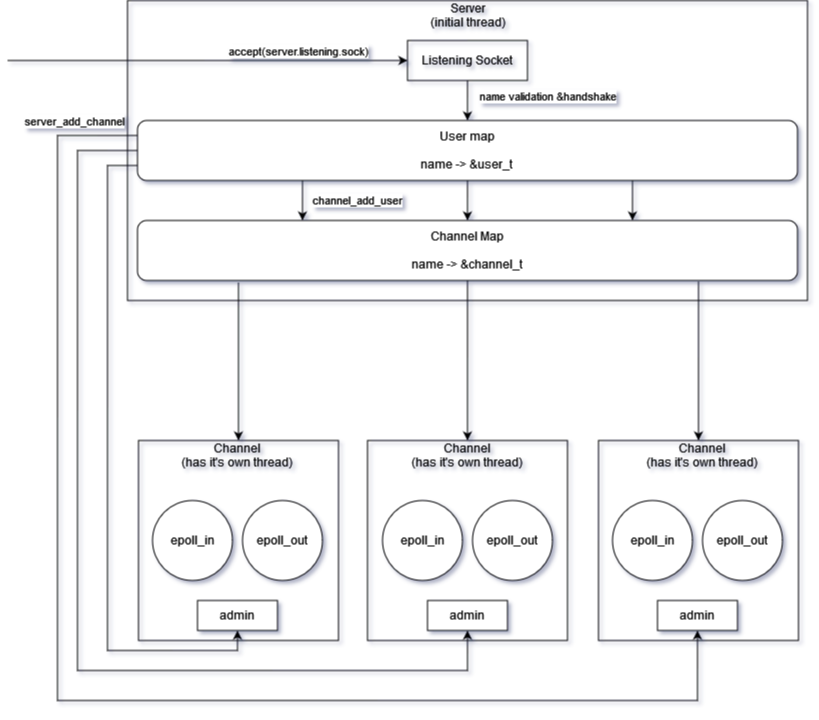 Server
(initial thread)
accept(server.listening.sock)
Listening Socket
name validation &handshake
server_add_channel
User map
name -> &user_t
channel_add_user
Channel Map
name -> &channel_t
Channel
(has it's own thread)
epoll_in
epoll_out
admin
Channel
(has it's own thread)
epoll_in
epoll_out
admin
Channel
(has it's own thread)
epoll_in
epoll_out
admin